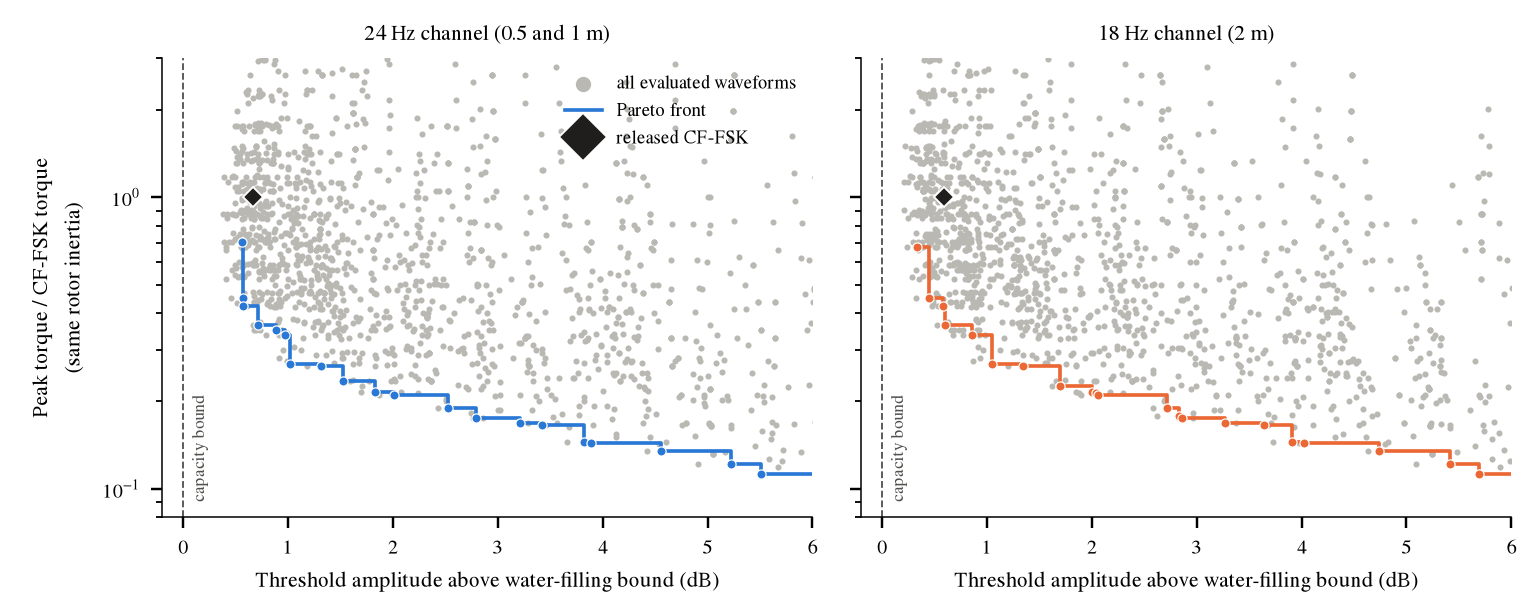 24 Hz channel (0.5 and 1 m)
18 Hz channel (2 m)
all evaluated waveforms
Pareto front
released CF-FSK
Peak torque / CF-FSK torque
(same rotor inertia)
10⁰
10⁻¹
capacity bound
capacity bound
0 1 2 3 4 5 6
0 1 2 3 4 5 6
Threshold amplitude above water-filling bound (dB)
Threshold amplitude above water-filling bound (dB)